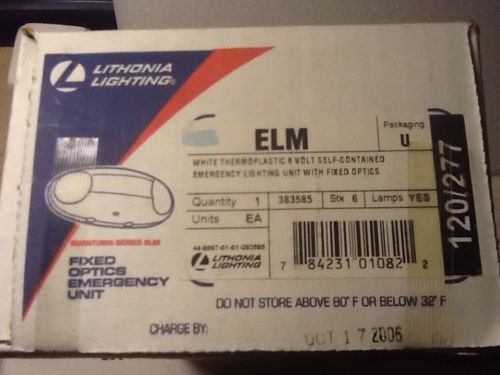 LITHONIA
LIGHTING®
ELM
Packaging
U
WHITE THERMOPLASTIC 6 VOLT SELF-CONTAINED
EMERGENCY LIGHTING UNIT WITH FIXED OPTICS
Quantity 1 383585 Stk 6 Lamps YES
Units EA
120/277
QUANTUM® SERIES ELM
FIXED
OPTICS
EMERGENCY
UNIT
LITHONIA
LIGHTING
7 84231 01082 2
DO NOT STORE ABOVE 80° F OR BELOW 32° F
CHARGE BY:
OCT 17 2006